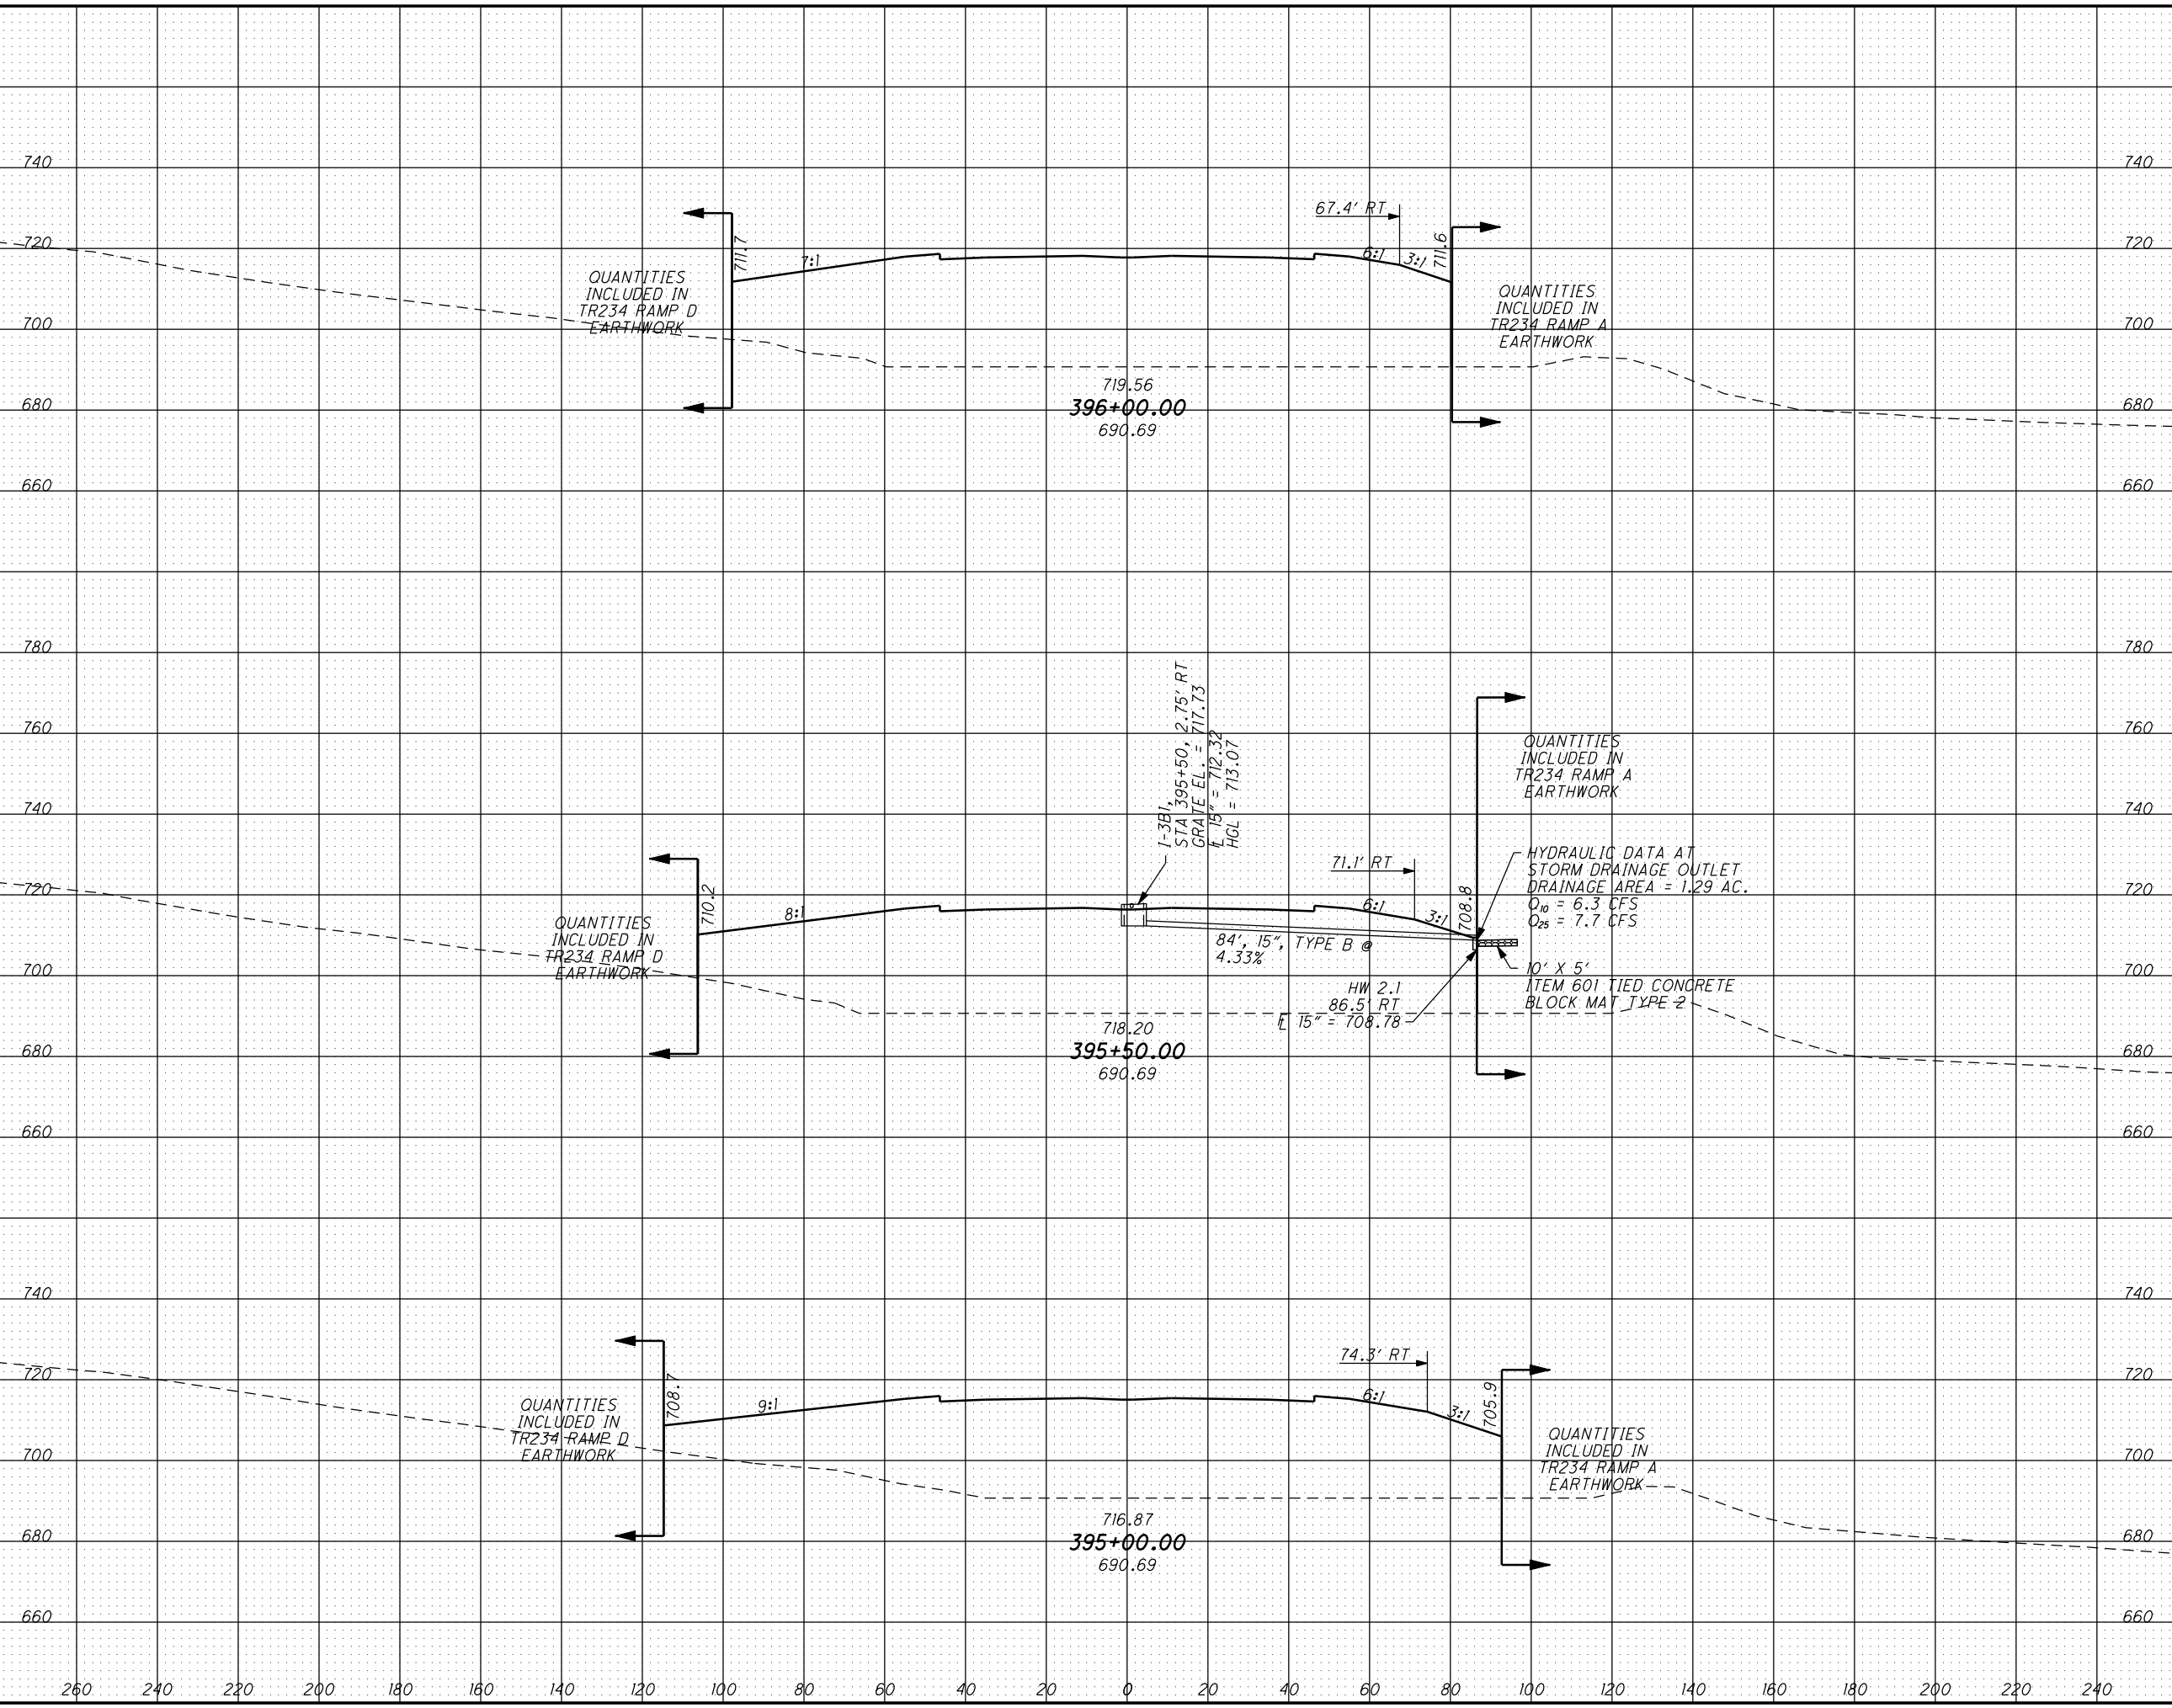 740
740
67.4' RT
720
711.7
711.6
720
7:1
6:1
3:1
QUANTITIES
INCLUDED IN
TR234 RAMP D
EARTHWORK
QUANTITIES
INCLUDED IN
TR234 RAMP A
EARTHWORK
700
700
719.56
396+00.00
690.69
680
680
660
660
780
780
760
760
I-3B1,
STA 395+50, 2.75' RT
GRATE EL. = 717.73
℄ 15" = 712.32
HGL = 713.07
QUANTITIES
INCLUDED IN
TR234 RAMP A
EARTHWORK
740
740
71.1' RT
HYDRAULIC DATA AT
STORM DRAINAGE OUTLET
DRAINAGE AREA = 1.29 AC.
Q10 = 6.3 CFS
Q25 = 7.7 CFS
720
710.2
708.8
720
8:1
6:1
3:1
QUANTITIES
INCLUDED IN
TR234 RAMP D
EARTHWORK
84', 15", TYPE B @
4.33%
700
700
10' X 5'
ITEM 601 TIED CONCRETE
BLOCK MAT TYPE 2
HW 2.1
86.5' RT
℄ 15" = 708.78
718.20
395+50.00
690.69
680
680
660
660
740
740
74.3' RT
720
708.7
705.9
720
9:1
6:1
3:1
QUANTITIES
INCLUDED IN
TR234 RAMP D
EARTHWORK
QUANTITIES
INCLUDED IN
TR234 RAMP A
EARTHWORK
700
700
716.87
395+00.00
690.69
680
680
660
660
260 240 220 200 180 160 140 120 100 80 60 40 20 0 20 40 60 80 100 120 140 160 180 200 220 240